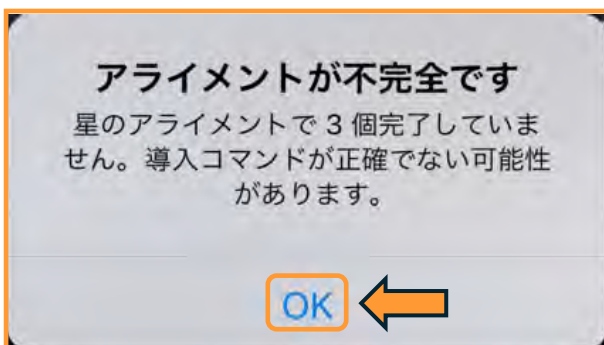 アライメントが不完全です
星のアライメントで 3 個完了していま
せん。導入コマンドが正確でない可能性
があります。
OK